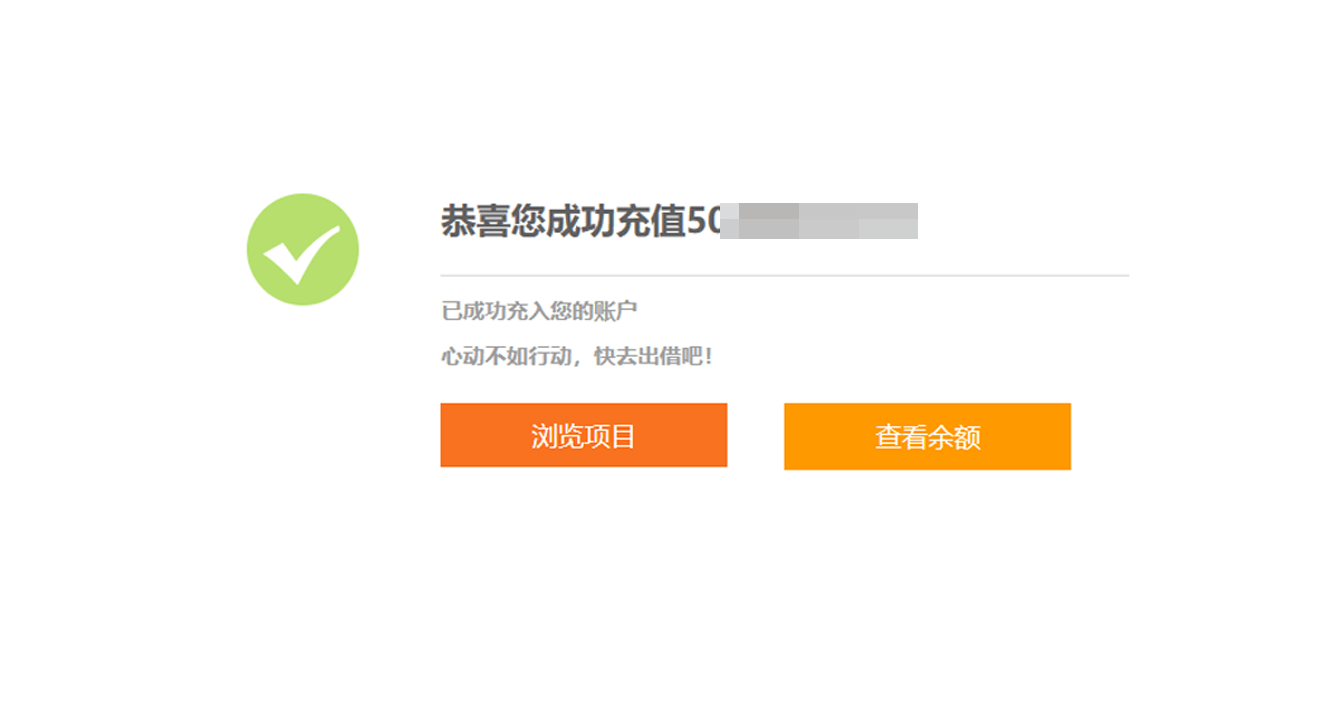 恭喜您成功充值50
已成功充入您的账户
心动不如行动，快去出借吧！
浏览项目
查看余额